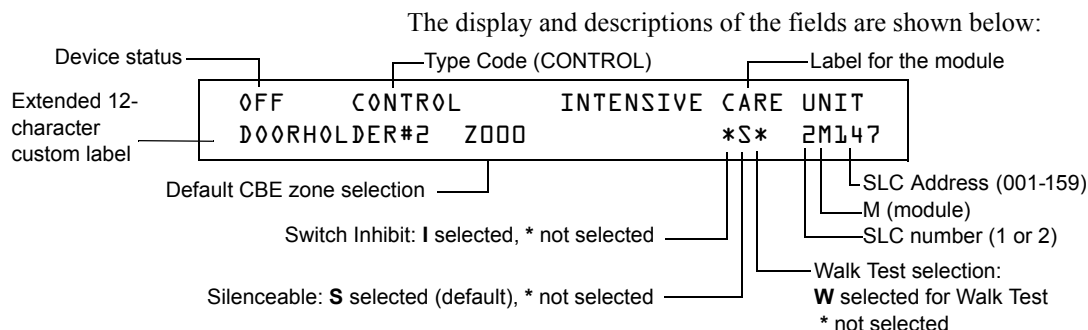 The display and descriptions of the fields are shown below:
Device status
Type Code (CONTROL)
Label for the module
Extended 12-
character
custom label
OFF CONTROL INTENSIVE CARE UNIT
DOORHOLDER#2 Z000 *S* 2M147
Default CBE zone selection
SLC Address (001-159)
M (module)
Switch Inhibit: I selected, * not selected
SLC number (1 or 2)
Walk Test selection:
W selected for Walk Test
* not selected
Silenceable: S selected (default), * not selected